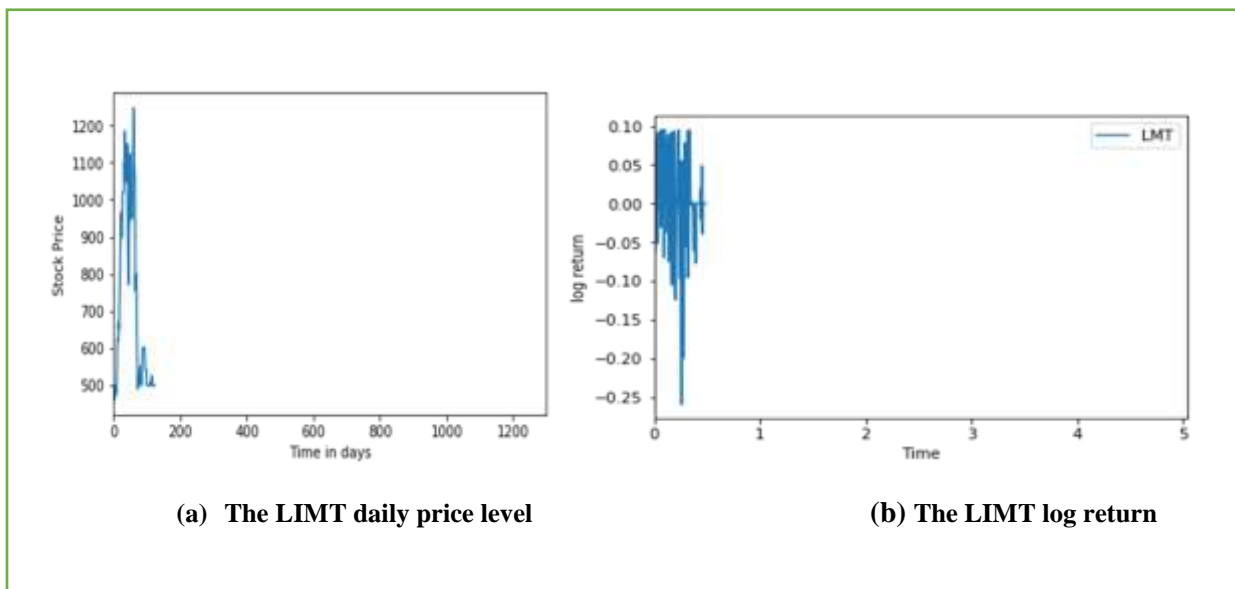 1200
1100
1000
900
800
700
600
500
Stock Price
0 200 400 600 800 1000 1200
Time in days
(a) The LIMT daily price level
0.10
0.05
0.00
−0.05
−0.10
−0.15
−0.20
−0.25
log return
LMT
0 1 2 3 4 5
Time
(b) The LIMT log return